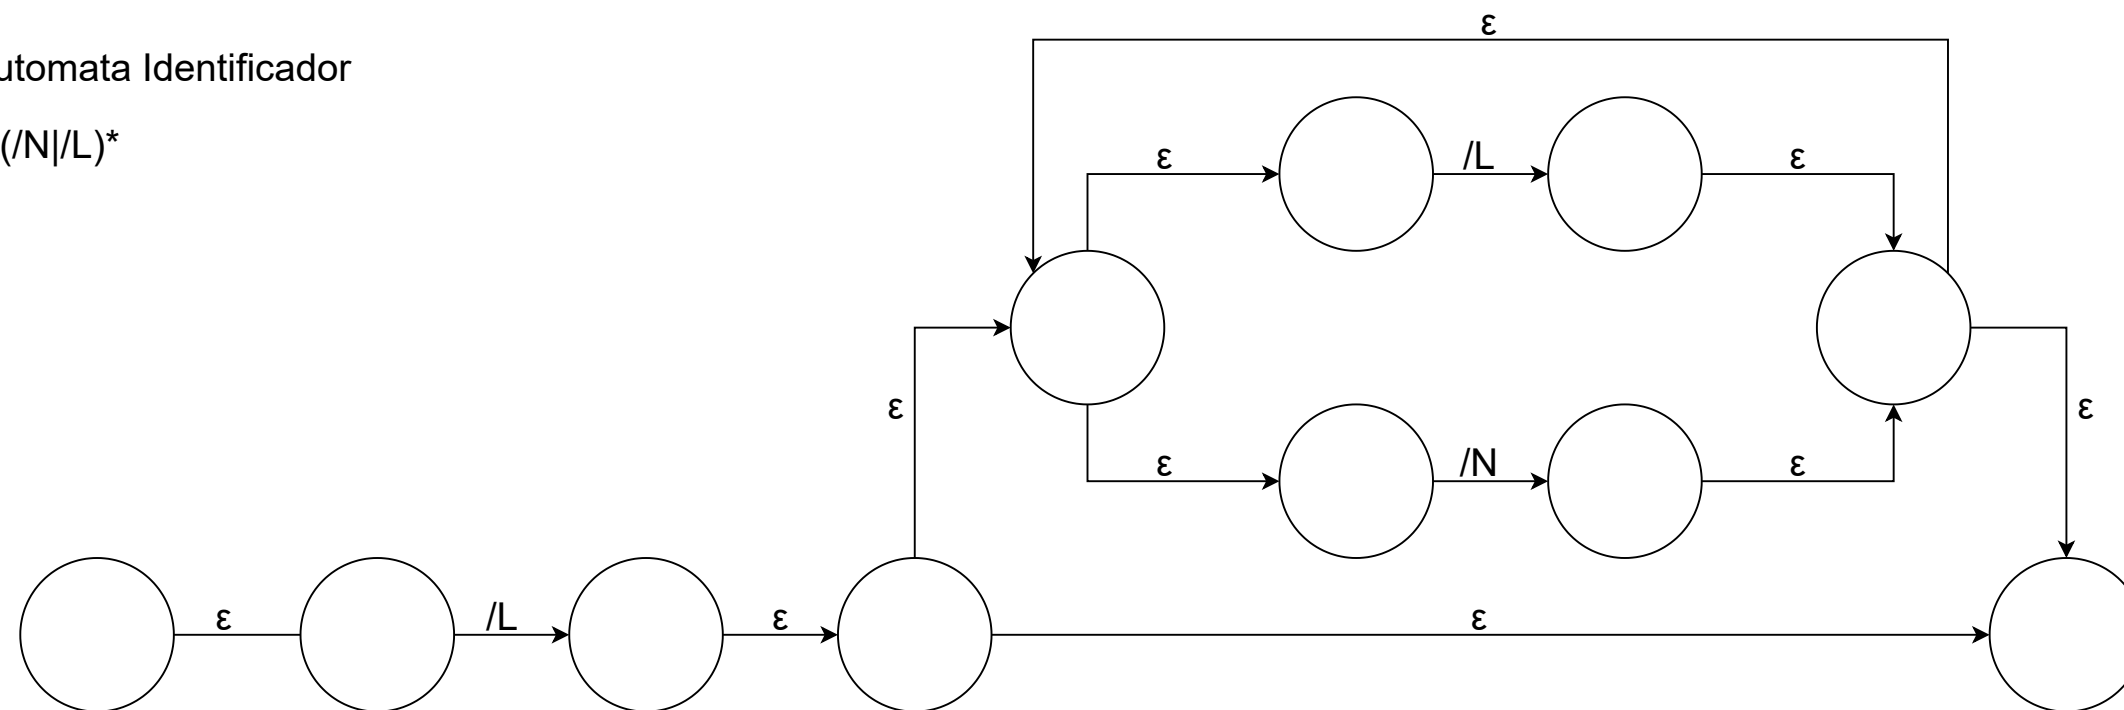 ε
utomata Identificador
(/N|/L)*
ε
/L
ε
ε
ε
ε
/N
ε
ε
/L
ε
ε